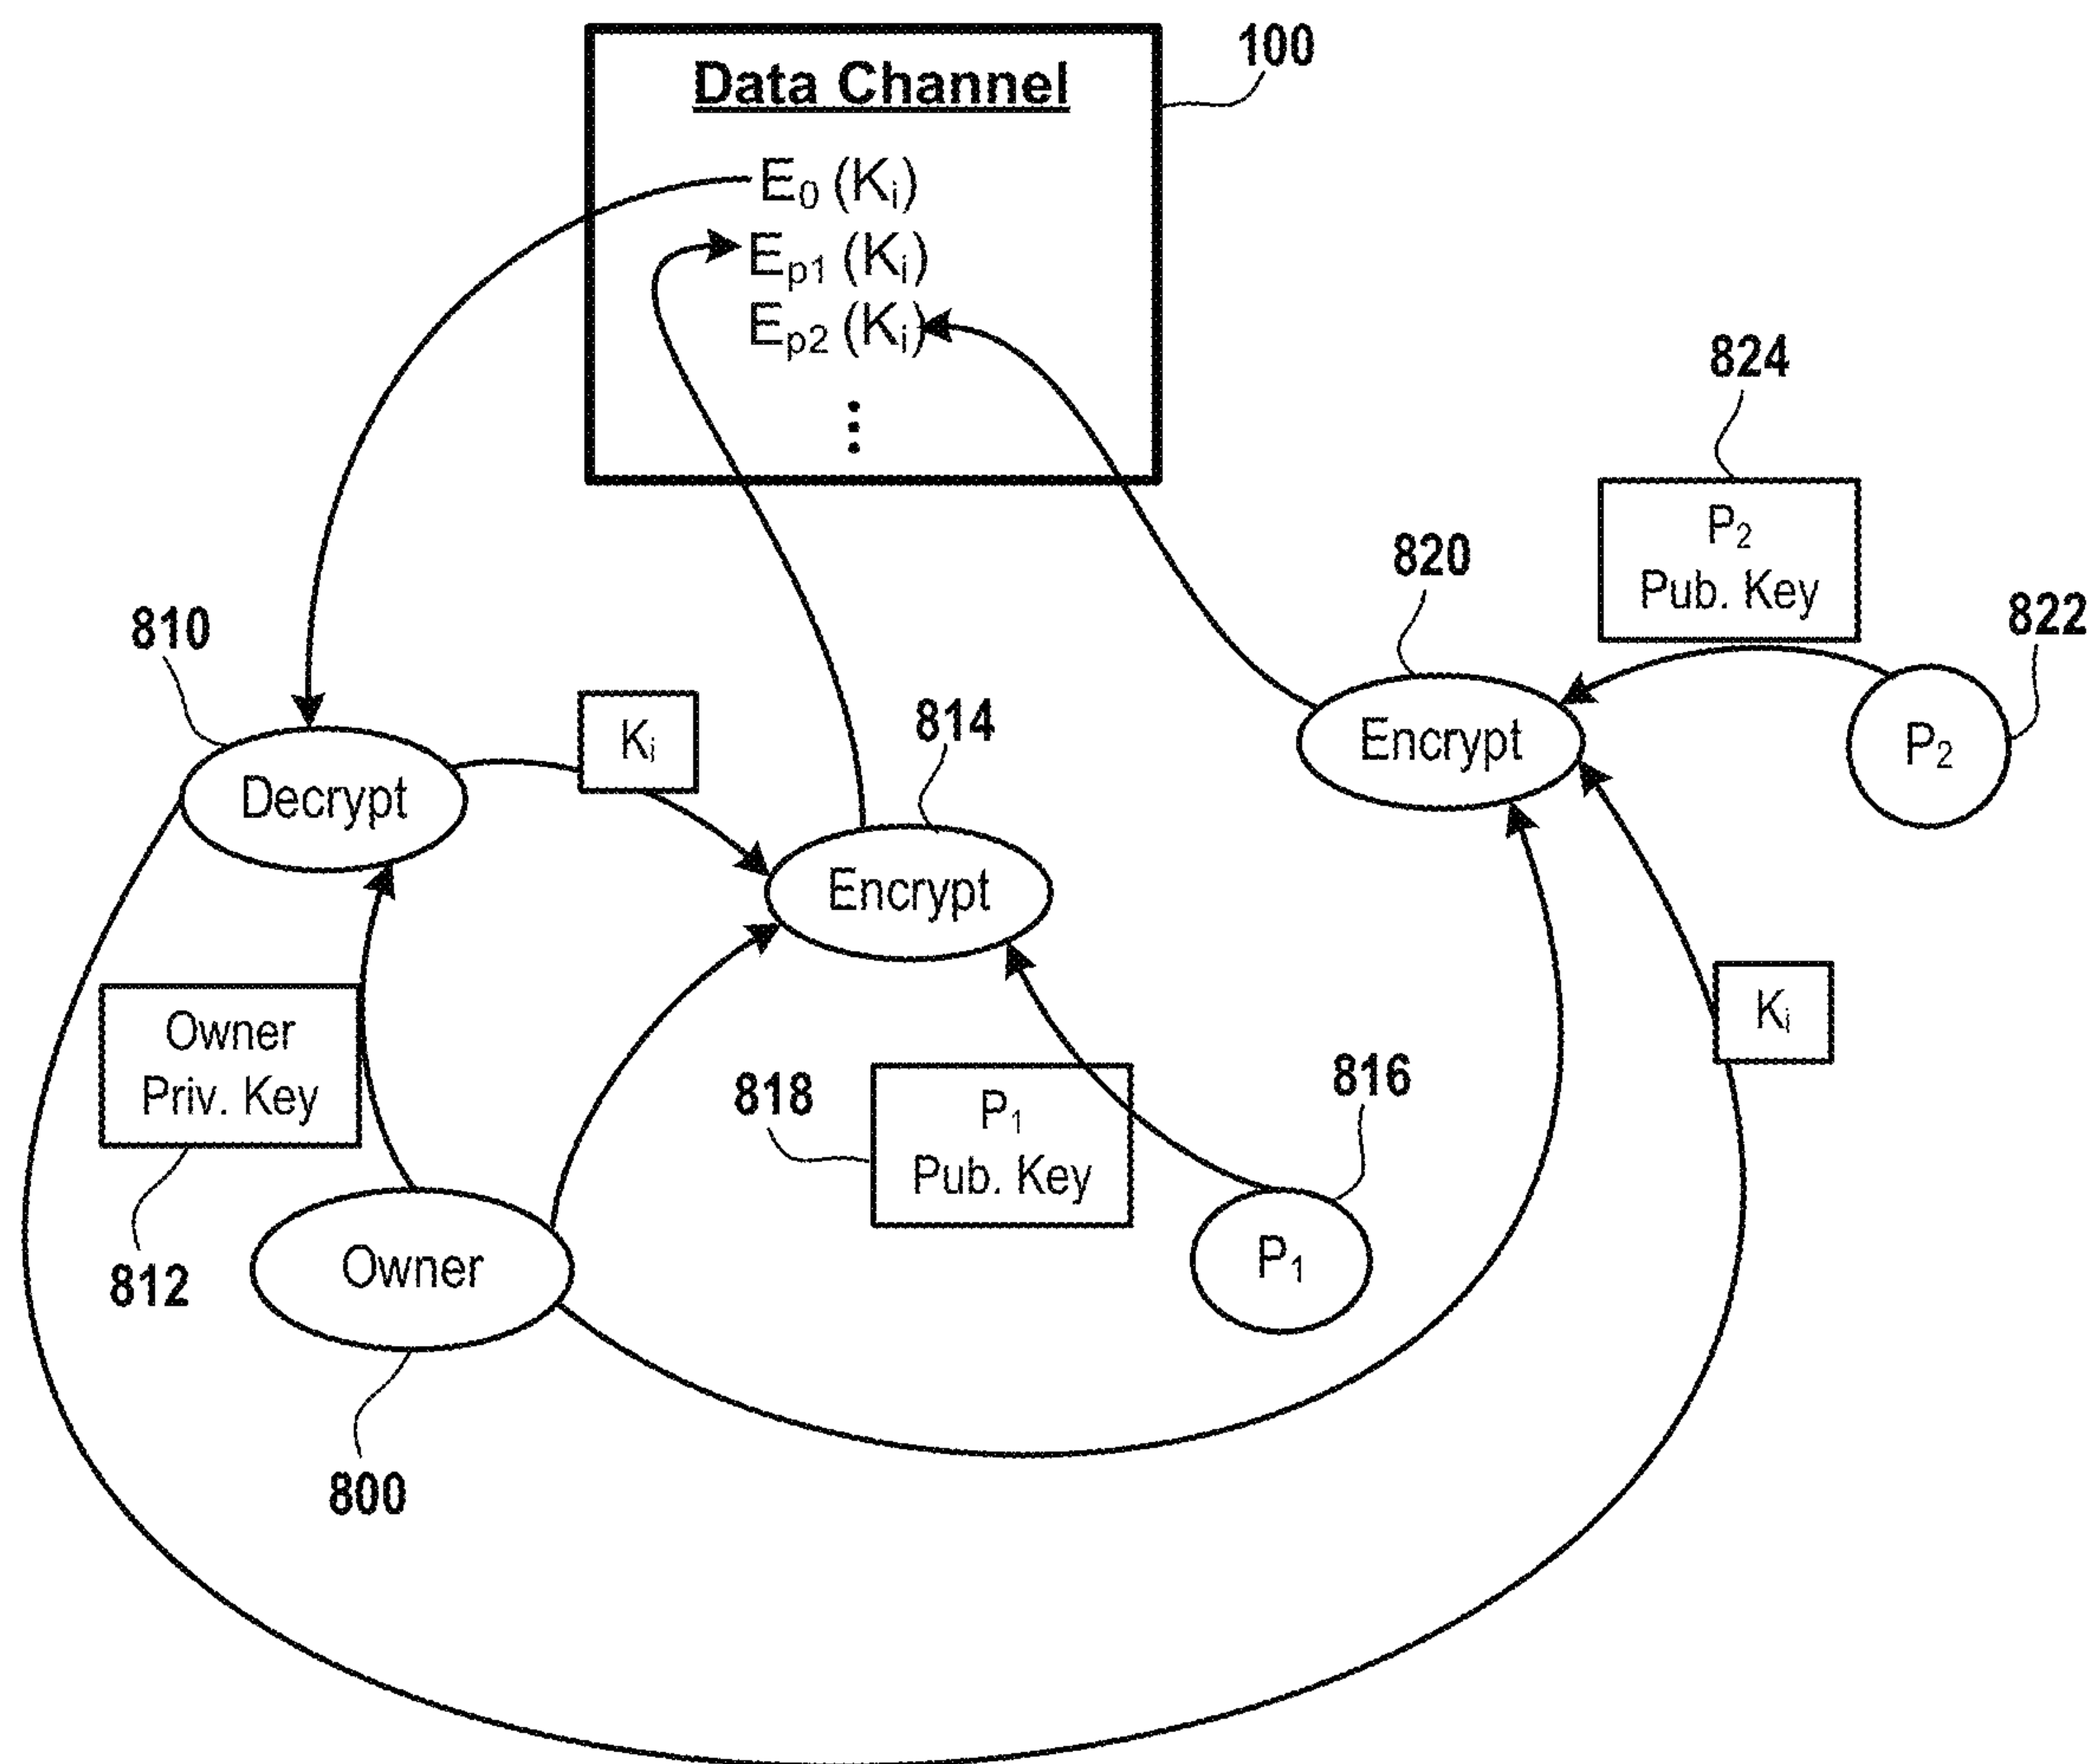 100
Data Channel
E₀ (Kᵢ)
Eₚ₁ (Kᵢ)
Eₚ₂ (Kᵢ)
⋮
824
P₂
Pub. Key
820
822
810
Kᵢ
814
Encrypt
P₂
Decrypt
Encrypt
Kᵢ
Owner
Priv. Key
818
P₁
Pub. Key
816
812
Owner
P₁
800